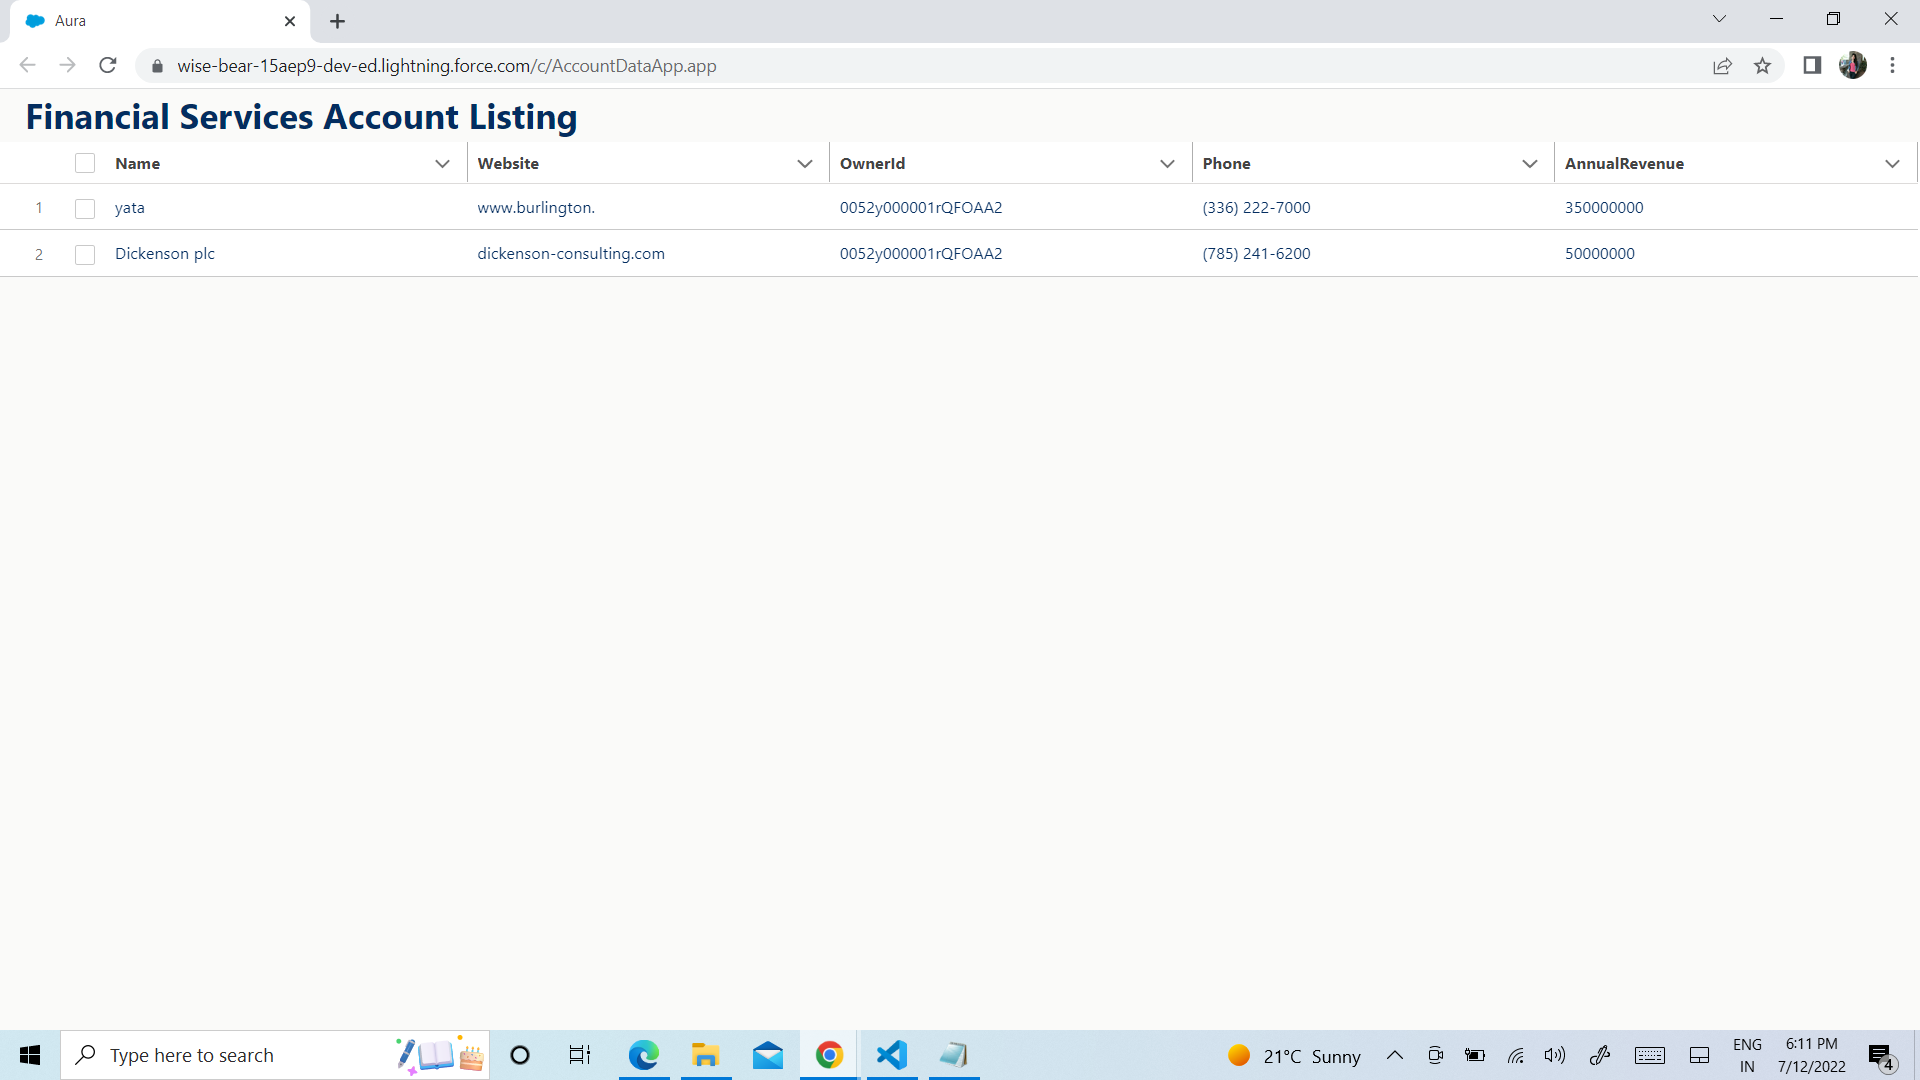 Aura
wise-bear-15aep9-dev-ed.lightning.force.com/c/AccountDataApp.app
Financial Services Account Listing
Name Website OwnerId Phone AnnualRevenue
1 yata www.burlington. 0052y000001rQFOAA2 (336) 222-7000 350000000
2 Dickenson plc dickenson-consulting.com 0052y000001rQFOAA2 (785) 241-6200 50000000
Type here to search
21°C Sunny
ENG
IN
6:11 PM
7/12/2022
4